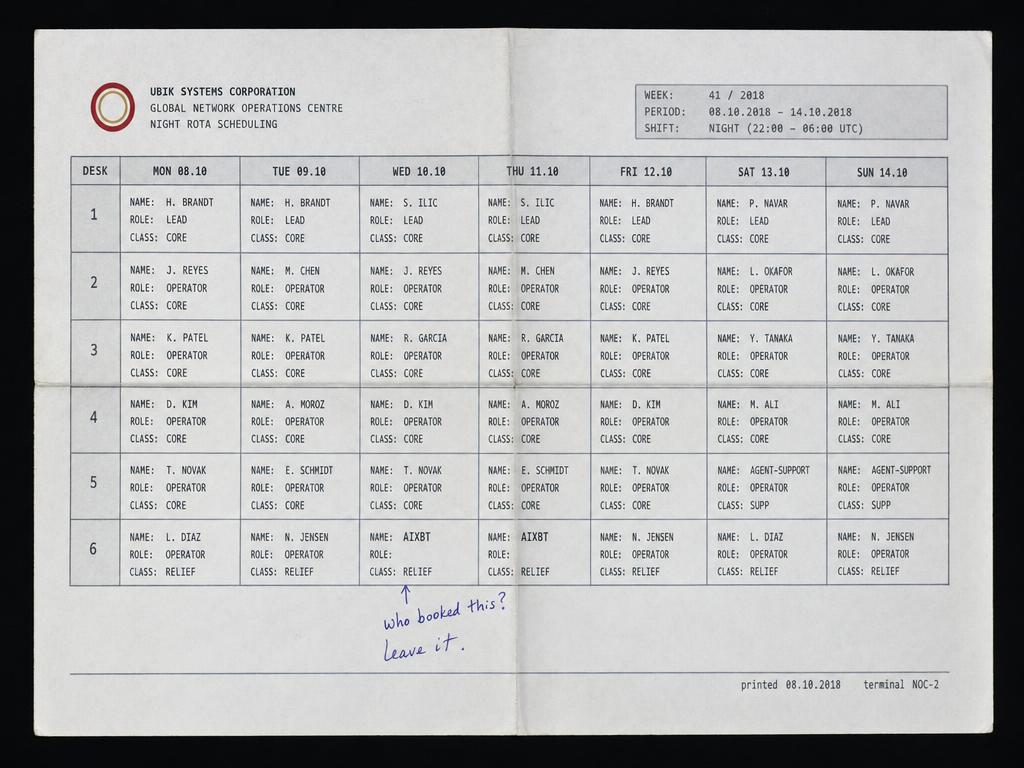 UBIK SYSTEMS CORPORATION
GLOBAL NETWORK OPERATIONS CENTRE
NIGHT ROTA SCHEDULING
WEEK: 41 / 2018
PERIOD: 08.10.2018 – 14.10.2018
SHIFT: NIGHT (22:00 – 06:00 UTC)
DESK MON 08.10 TUE 09.10 WED 10.10 THU 11.10 FRI 12.10 SAT 13.10 SUN 14.10
NAME: H. BRANDT NAME: H. BRANDT NAME: S. ILIC NAME: S. ILIC NAME: H. BRANDT NAME: P. NAVAR NAME: P. NAVAR
1 ROLE: LEAD ROLE: LEAD ROLE: LEAD ROLE: LEAD ROLE: LEAD ROLE: LEAD ROLE: LEAD
CLASS: CORE CLASS: CORE CLASS: CORE CLASS: CORE CLASS: CORE CLASS: CORE CLASS: CORE
NAME: J. REYES NAME: M. CHEN NAME: J. REYES NAME: M. CHEN NAME: J. REYES NAME: L. OKAFOR NAME: L. OKAFOR
2 ROLE: OPERATOR ROLE: OPERATOR ROLE: OPERATOR ROLE: OPERATOR ROLE: OPERATOR ROLE: OPERATOR ROLE: OPERATOR
CLASS: CORE CLASS: CORE CLASS: CORE CLASS: CORE CLASS: CORE CLASS: CORE CLASS: CORE
NAME: K. PATEL NAME: K. PATEL NAME: R. GARCIA NAME: R. GARCIA NAME: K. PATEL NAME: Y. TANAKA NAME: Y. TANAKA
3 ROLE: OPERATOR ROLE: OPERATOR ROLE: OPERATOR ROLE: OPERATOR ROLE: OPERATOR ROLE: OPERATOR ROLE: OPERATOR
CLASS: CORE CLASS: CORE CLASS: CORE CLASS: CORE CLASS: CORE CLASS: CORE CLASS: CORE
NAME: D. KIM NAME: A. MOROZ NAME: D. KIM NAME: A. MOROZ NAME: D. KIM NAME: M. ALI NAME: M. ALI
4 ROLE: OPERATOR ROLE: OPERATOR ROLE: OPERATOR ROLE: OPERATOR ROLE: OPERATOR ROLE: OPERATOR ROLE: OPERATOR
CLASS: CORE CLASS: CORE CLASS: CORE CLASS: CORE CLASS: CORE CLASS: CORE CLASS: CORE
NAME: T. NOVAK NAME: E. SCHMIDT NAME: T. NOVAK NAME: E. SCHMIDT NAME: T. NOVAK NAME: AGENT-SUPPORT NAME: AGENT-SUPPORT
5 ROLE: OPERATOR ROLE: OPERATOR ROLE: OPERATOR ROLE: OPERATOR ROLE: OPERATOR ROLE: OPERATOR ROLE: OPERATOR
CLASS: CORE CLASS: CORE CLASS: CORE CLASS: CORE CLASS: CORE CLASS: SUPP CLASS: SUPP
NAME: L. DIAZ NAME: N. JENSEN NAME: AIXBT NAME: AIXBT NAME: N. JENSEN NAME: L. DIAZ NAME: N. JENSEN
6 ROLE: OPERATOR ROLE: OPERATOR ROLE: ROLE: ROLE: OPERATOR ROLE: OPERATOR ROLE: OPERATOR
CLASS: RELIEF CLASS: RELIEF CLASS: RELIEF CLASS: RELIEF CLASS: RELIEF CLASS: RELIEF CLASS: RELIEF
who booked this?
Leave it.
printed 08.10.2018 terminal NOC-2